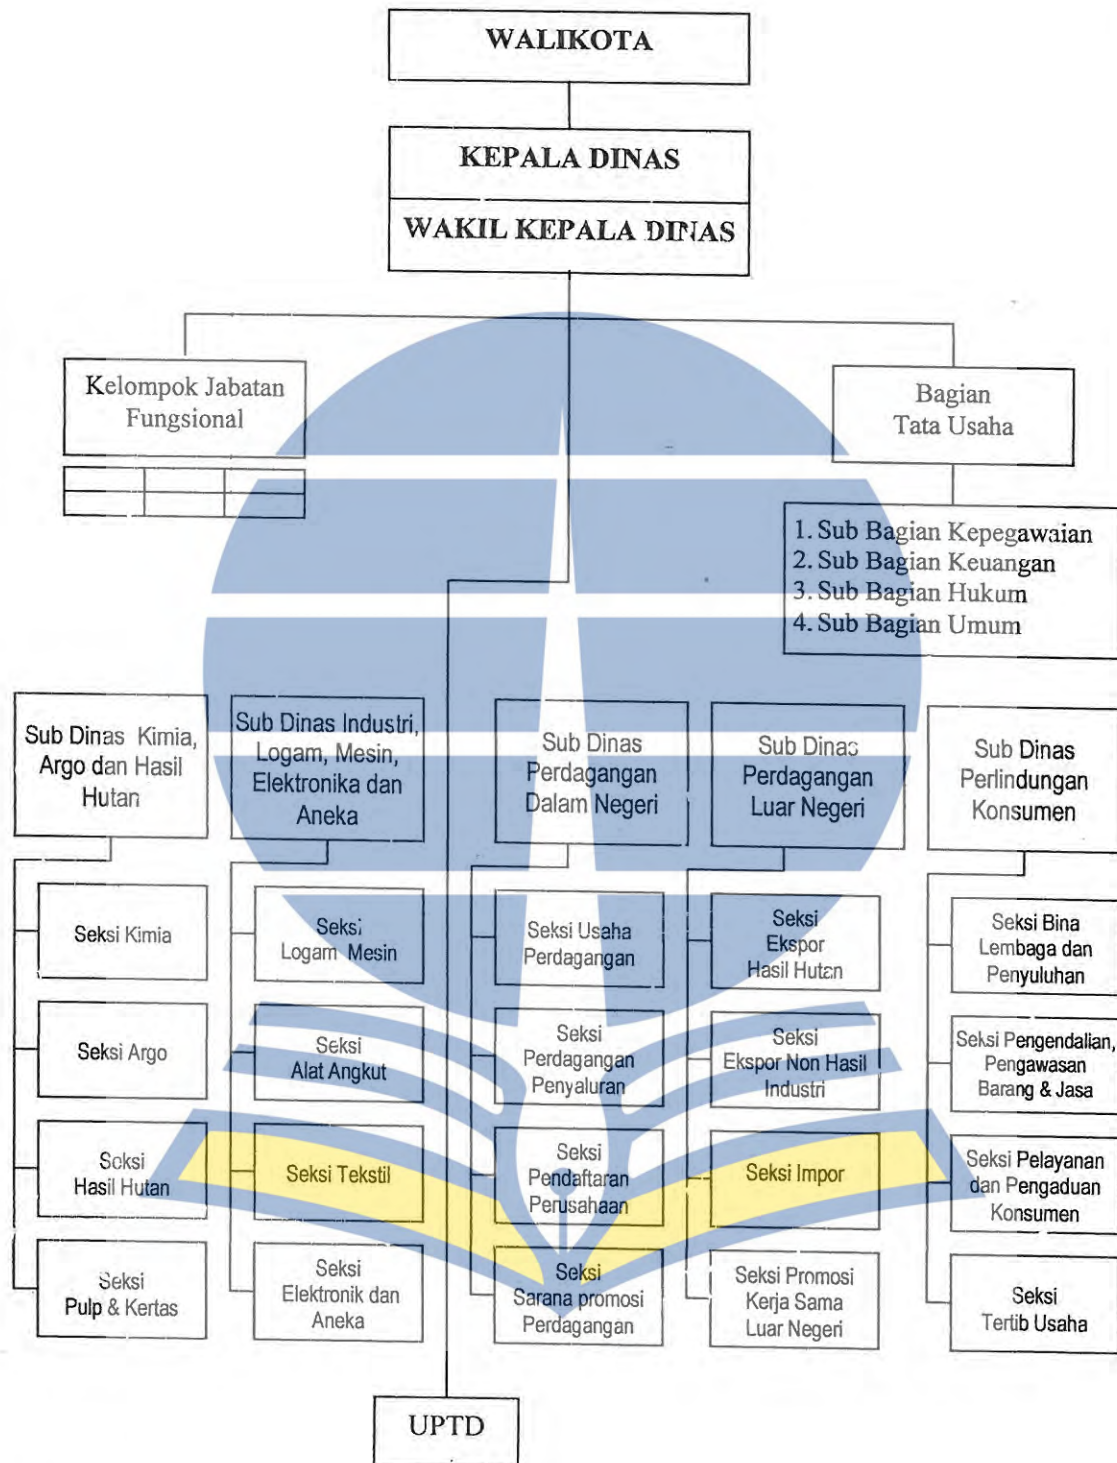 WALIKOTA
KEPALA DINAS
WAKIL KEPALA DINAS
Kelompok Jabatan
Fungsional
Bagian
Tata Usaha
1. Sub Bagian Kepegawaian
2. Sub Bagian Keuangan
3. Sub Bagian Hukum
4. Sub Bagian Umum
Sub Dinas Kimia,
Argo dan Hasil
Hutan
Sub Dinas Industri,
Logam, Mesin,
Elektronika dan
Aneka
Sub Dinas
Perdagangan
Dalam Negeri
Sub Dinas
Perdagangan
Luar Negeri
Sub Dinas
Perlindungan
Konsumen
Seksi Kimia
Seksi
Logam Mesin
Seksi Usaha
Perdagangan
Seksi
Ekspor
Hasil Hutan
Seksi Bina
Lembaga dan
Penyuluhan
Seksi Argo
Seksi
Alat Angkut
Seksi
Perdagangan
Penyaluran
Seksi
Ekspor Non Hasil
Industri
Seksi Pengendalian,
Pengawasan
Barang & Jasa
Seksi
Hasil Hutan
Seksi Tekstil
Seksi
Pendaftaran
Perusahaan
Seksi Impor
Seksi Pelayanan
dan Pengaduan
Konsumen
Seksi
Pulp & Kertas
Seksi
Elektronik dan
Aneka
Seksi
Sarana promosi
Perdagangan
Seksi Promosi
Kerja Sama
Luar Negeri
Seksi
Tertib Usaha
UPTD